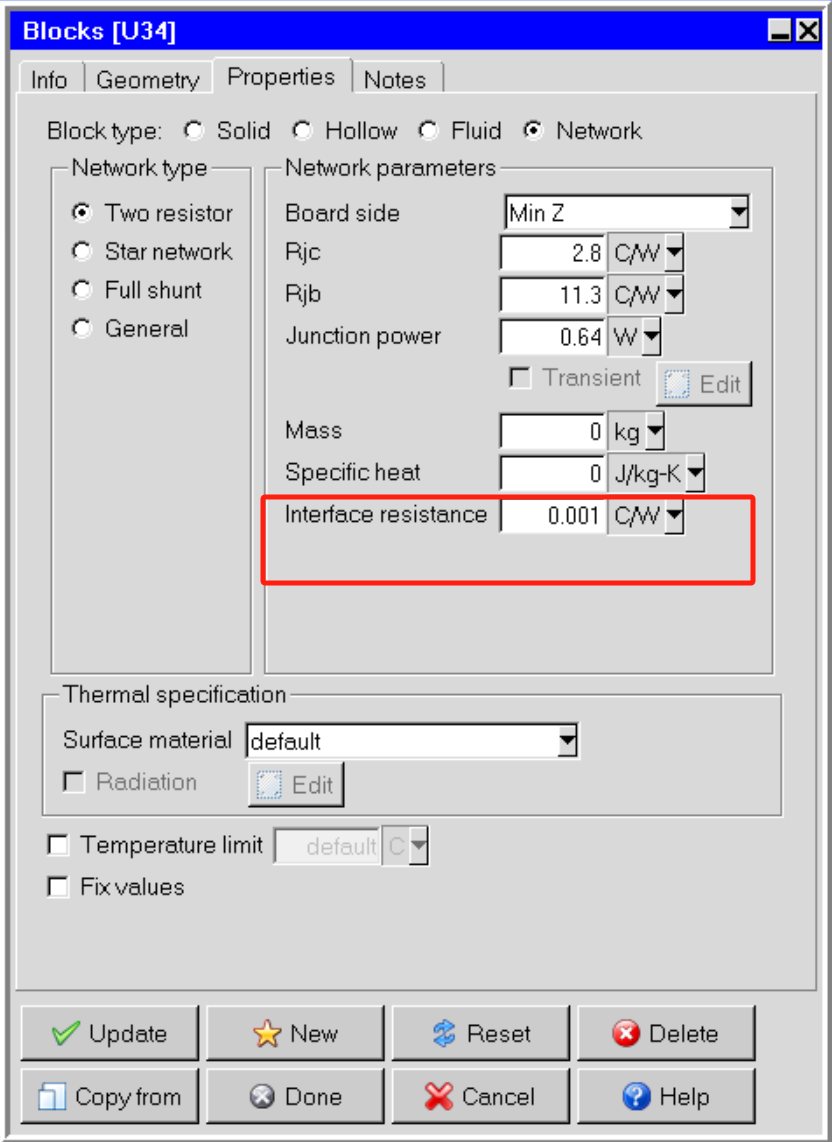 Blocks [U34]
Info Geometry Properties Notes
Block type: Solid Hollow Fluid Network
Network type
Two resistor
Star network
Full shunt
General
Network parameters
Board side Min Z
Rjc 2.8 C/W
Rjb 11.3 C/W
Junction power 0.64 W
Transient Edit
Mass 0 kg
Specific heat 0 J/kg-K
Interface resistance 0.001 C/W
Thermal specification
Surface material default
Radiation Edit
Temperature limit default C
Fix values
Update New Reset Delete
Copy from Done Cancel Help